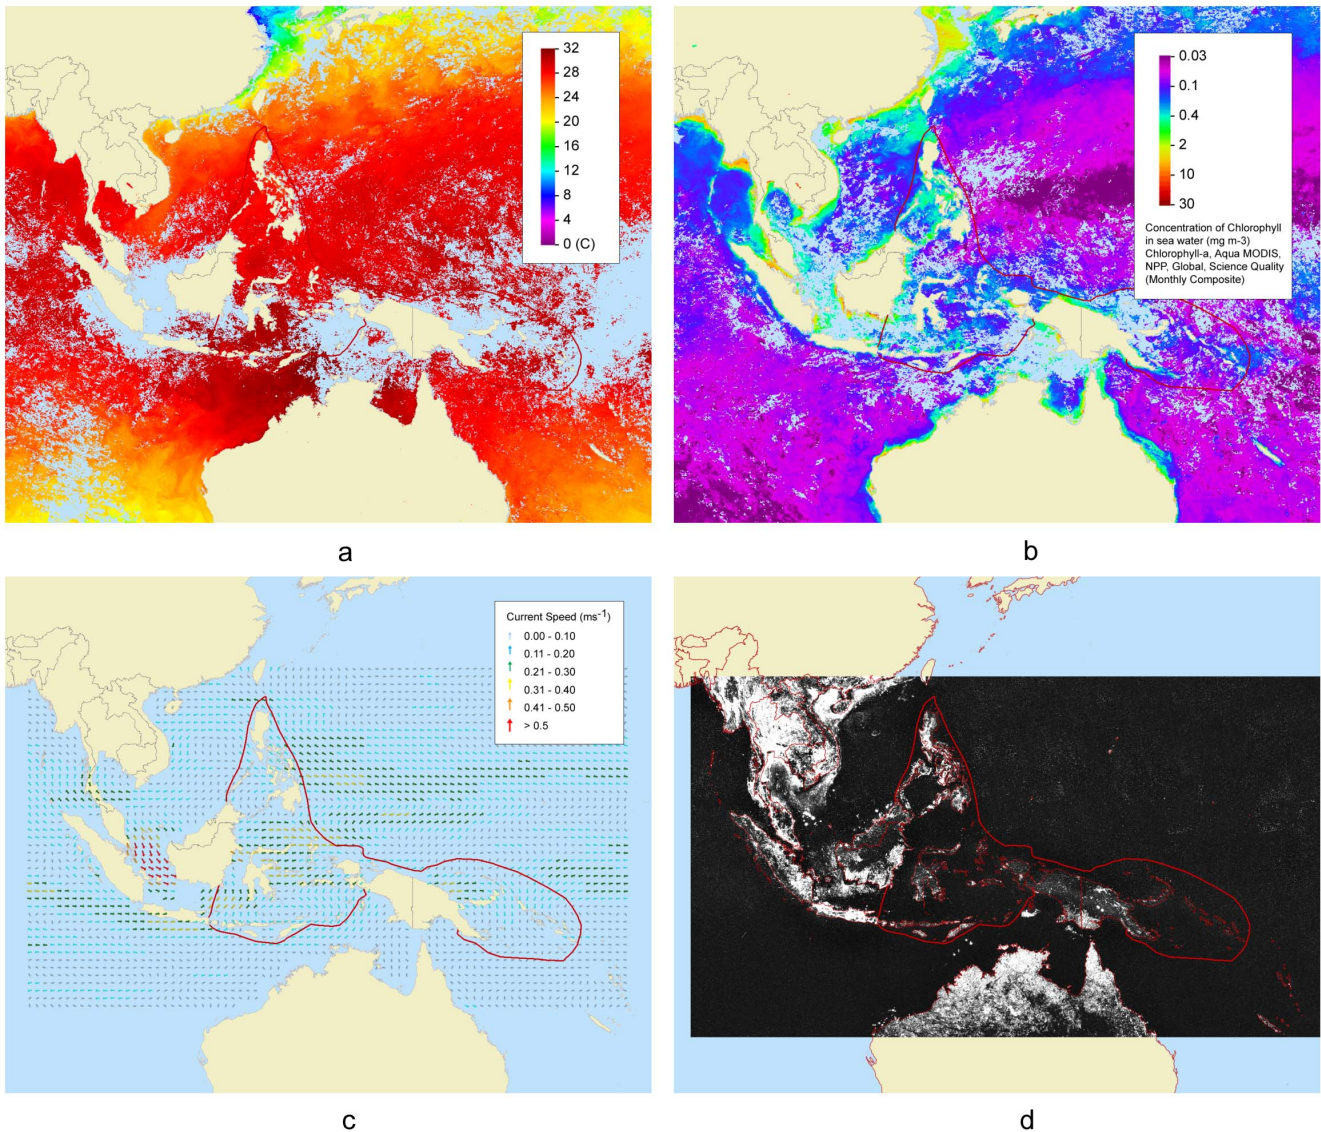 32
28
24
20
16
12
8
4
0 (C)
a
0.03
0.1
0.4
2
10
30
Concentration of Chlorophyll
in sea water (mg m-3)
Chlorophyll-a, Aqua MODIS,
NPP, Global, Science Quality
(Monthly Composite)
b
Current Speed (ms-1)
0.00 - 0.10
0.11 - 0.20
0.21 - 0.30
0.31 - 0.40
0.41 - 0.50
> 0.5
c
d